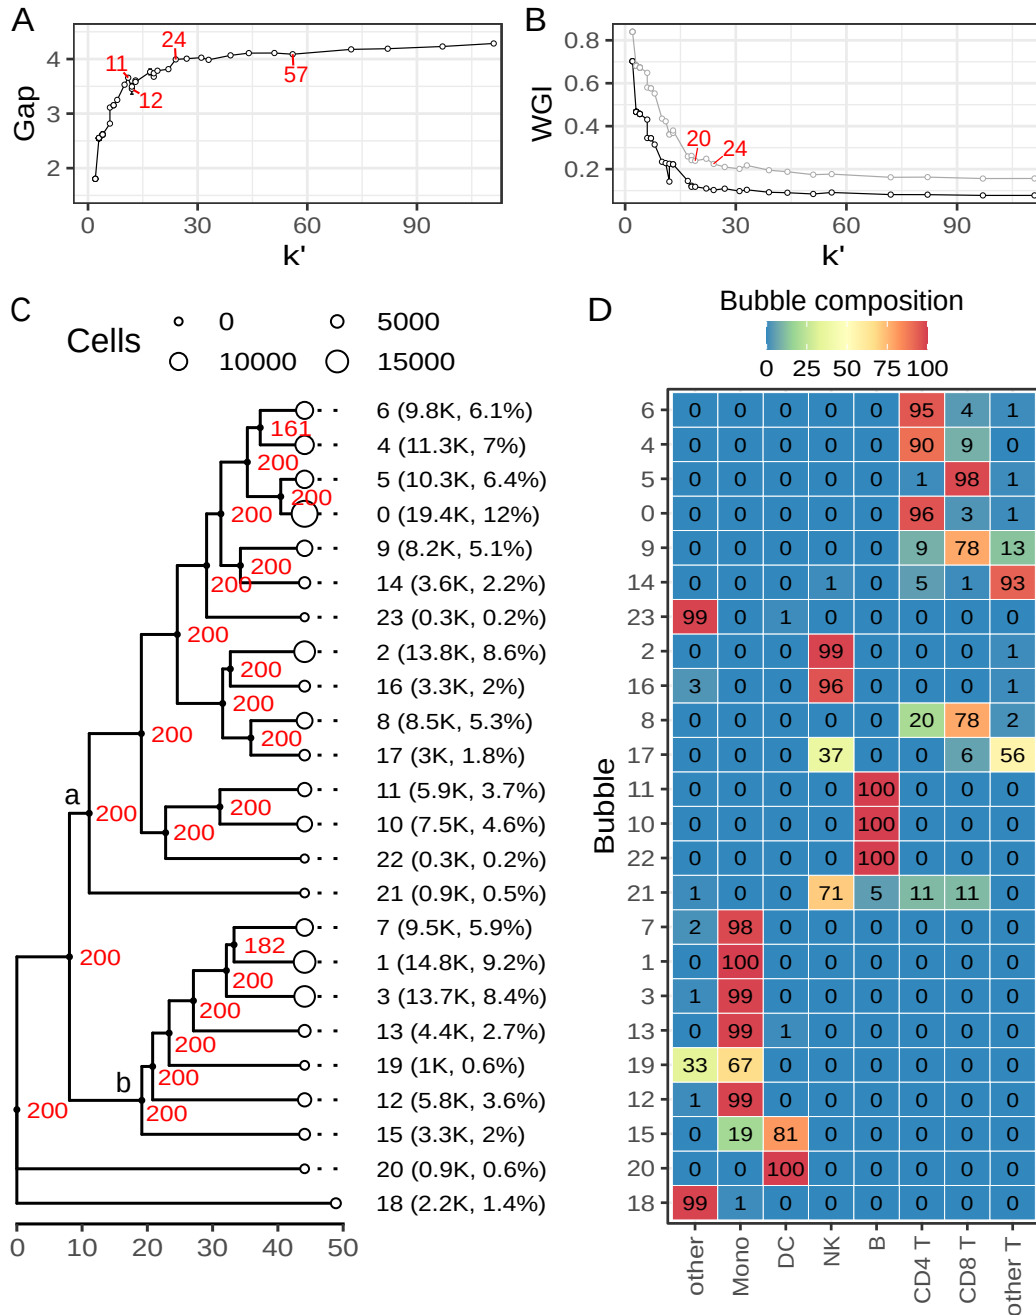 A
Gap
4
3
2
11
12
24
57
0 30 60 90
k'
B
WGI
0.8
0.6
0.4
0.2
20
24
0 30 60 90
k'
C
Cells
0 5000
10000 15000
6 (9.8K, 6.1%)
161
4 (11.3K, 7%)
200
5 (10.3K, 6.4%)
200
0 (19.4K, 12%)
200
9 (8.2K, 5.1%)
200
200
14 (3.6K, 2.2%)
23 (0.3K, 0.2%)
200
2 (13.8K, 8.6%)
200
16 (3.3K, 2%)
200
8 (8.5K, 5.3%)
200
200
17 (3K, 1.8%)
11 (5.9K, 3.7%)
a
200
200
10 (7.5K, 4.6%)
200
22 (0.3K, 0.2%)
21 (0.9K, 0.5%)
7 (9.5K, 5.9%)
182
200
1 (14.8K, 9.2%)
200
3 (13.7K, 8.4%)
200
13 (4.4K, 2.7%)
200
19 (1K, 0.6%)
200
b
12 (5.8K, 3.6%)
200
200
15 (3.3K, 2%)
20 (0.9K, 0.6%)
18 (2.2K, 1.4%)
0 10 20 30 40 50
D
Bubble composition
0 25 50 75 100
Bubble
6 0 0 0 0 0 95 4 1
4 0 0 0 0 0 90 9 0
5 0 0 0 0 0 1 98 1
0 0 0 0 0 0 96 3 1
9 0 0 0 0 0 9 78 13
14 0 0 0 1 0 5 1 93
23 99 0 1 0 0 0 0 0
2 0 0 0 99 0 0 0 1
16 3 0 0 96 0 0 0 1
8 0 0 0 0 0 20 78 2
17 0 0 0 37 0 0 6 56
11 0 0 0 0 100 0 0 0
10 0 0 0 0 100 0 0 0
22 0 0 0 0 100 0 0 0
21 1 0 0 71 5 11 11 0
7 2 98 0 0 0 0 0 0
1 0 100 0 0 0 0 0 0
3 1 99 0 0 0 0 0 0
13 0 99 1 0 0 0 0 0
19 33 67 0 0 0 0 0 0
12 1 99 0 0 0 0 0 0
15 0 19 81 0 0 0 0 0
20 0 0 100 0 0 0 0 0
18 99 1 0 0 0 0 0 0
other Mono DC NK B CD4 T CD8 T other T